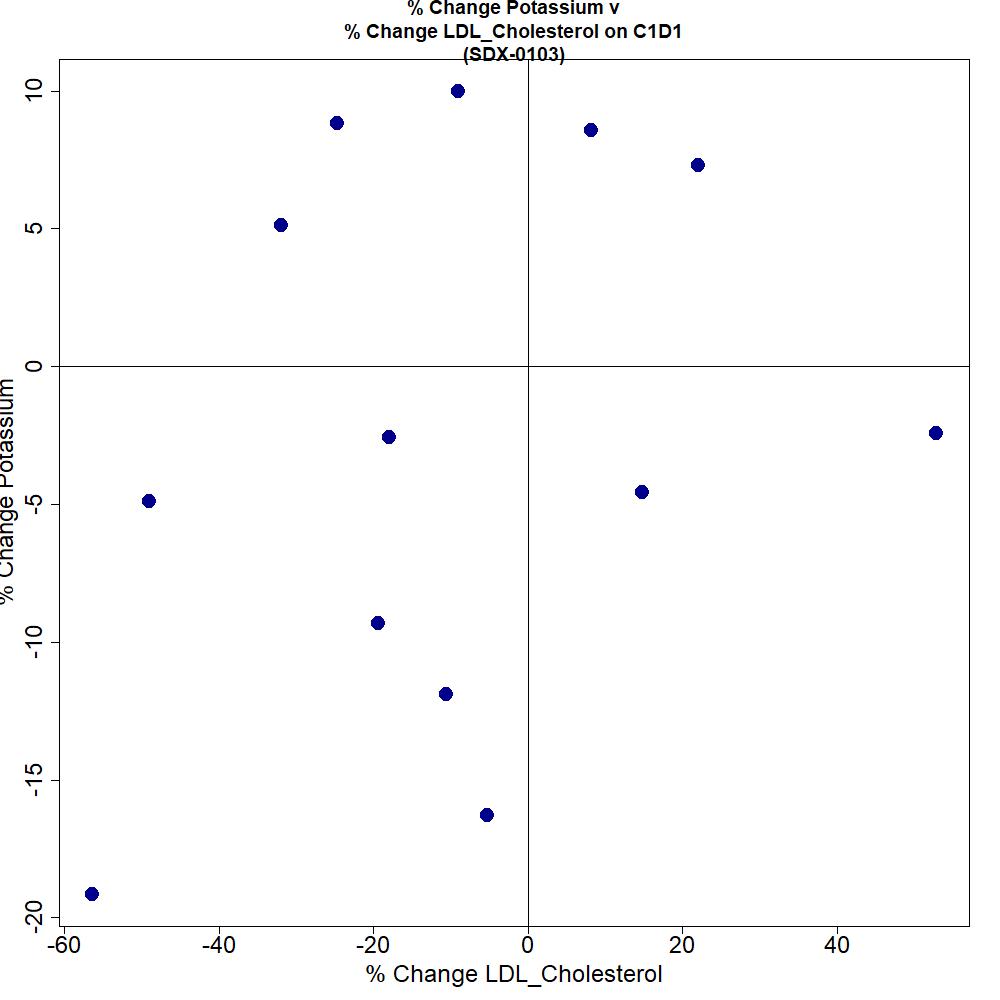 % Change Potassium v
% Change LDL_Cholesterol on C1D1
(SDX-0103)
10
5
0
-5
-10
-15
-20
% Change Potassium
-60 -40 -20 0 20 40
% Change LDL_Cholesterol